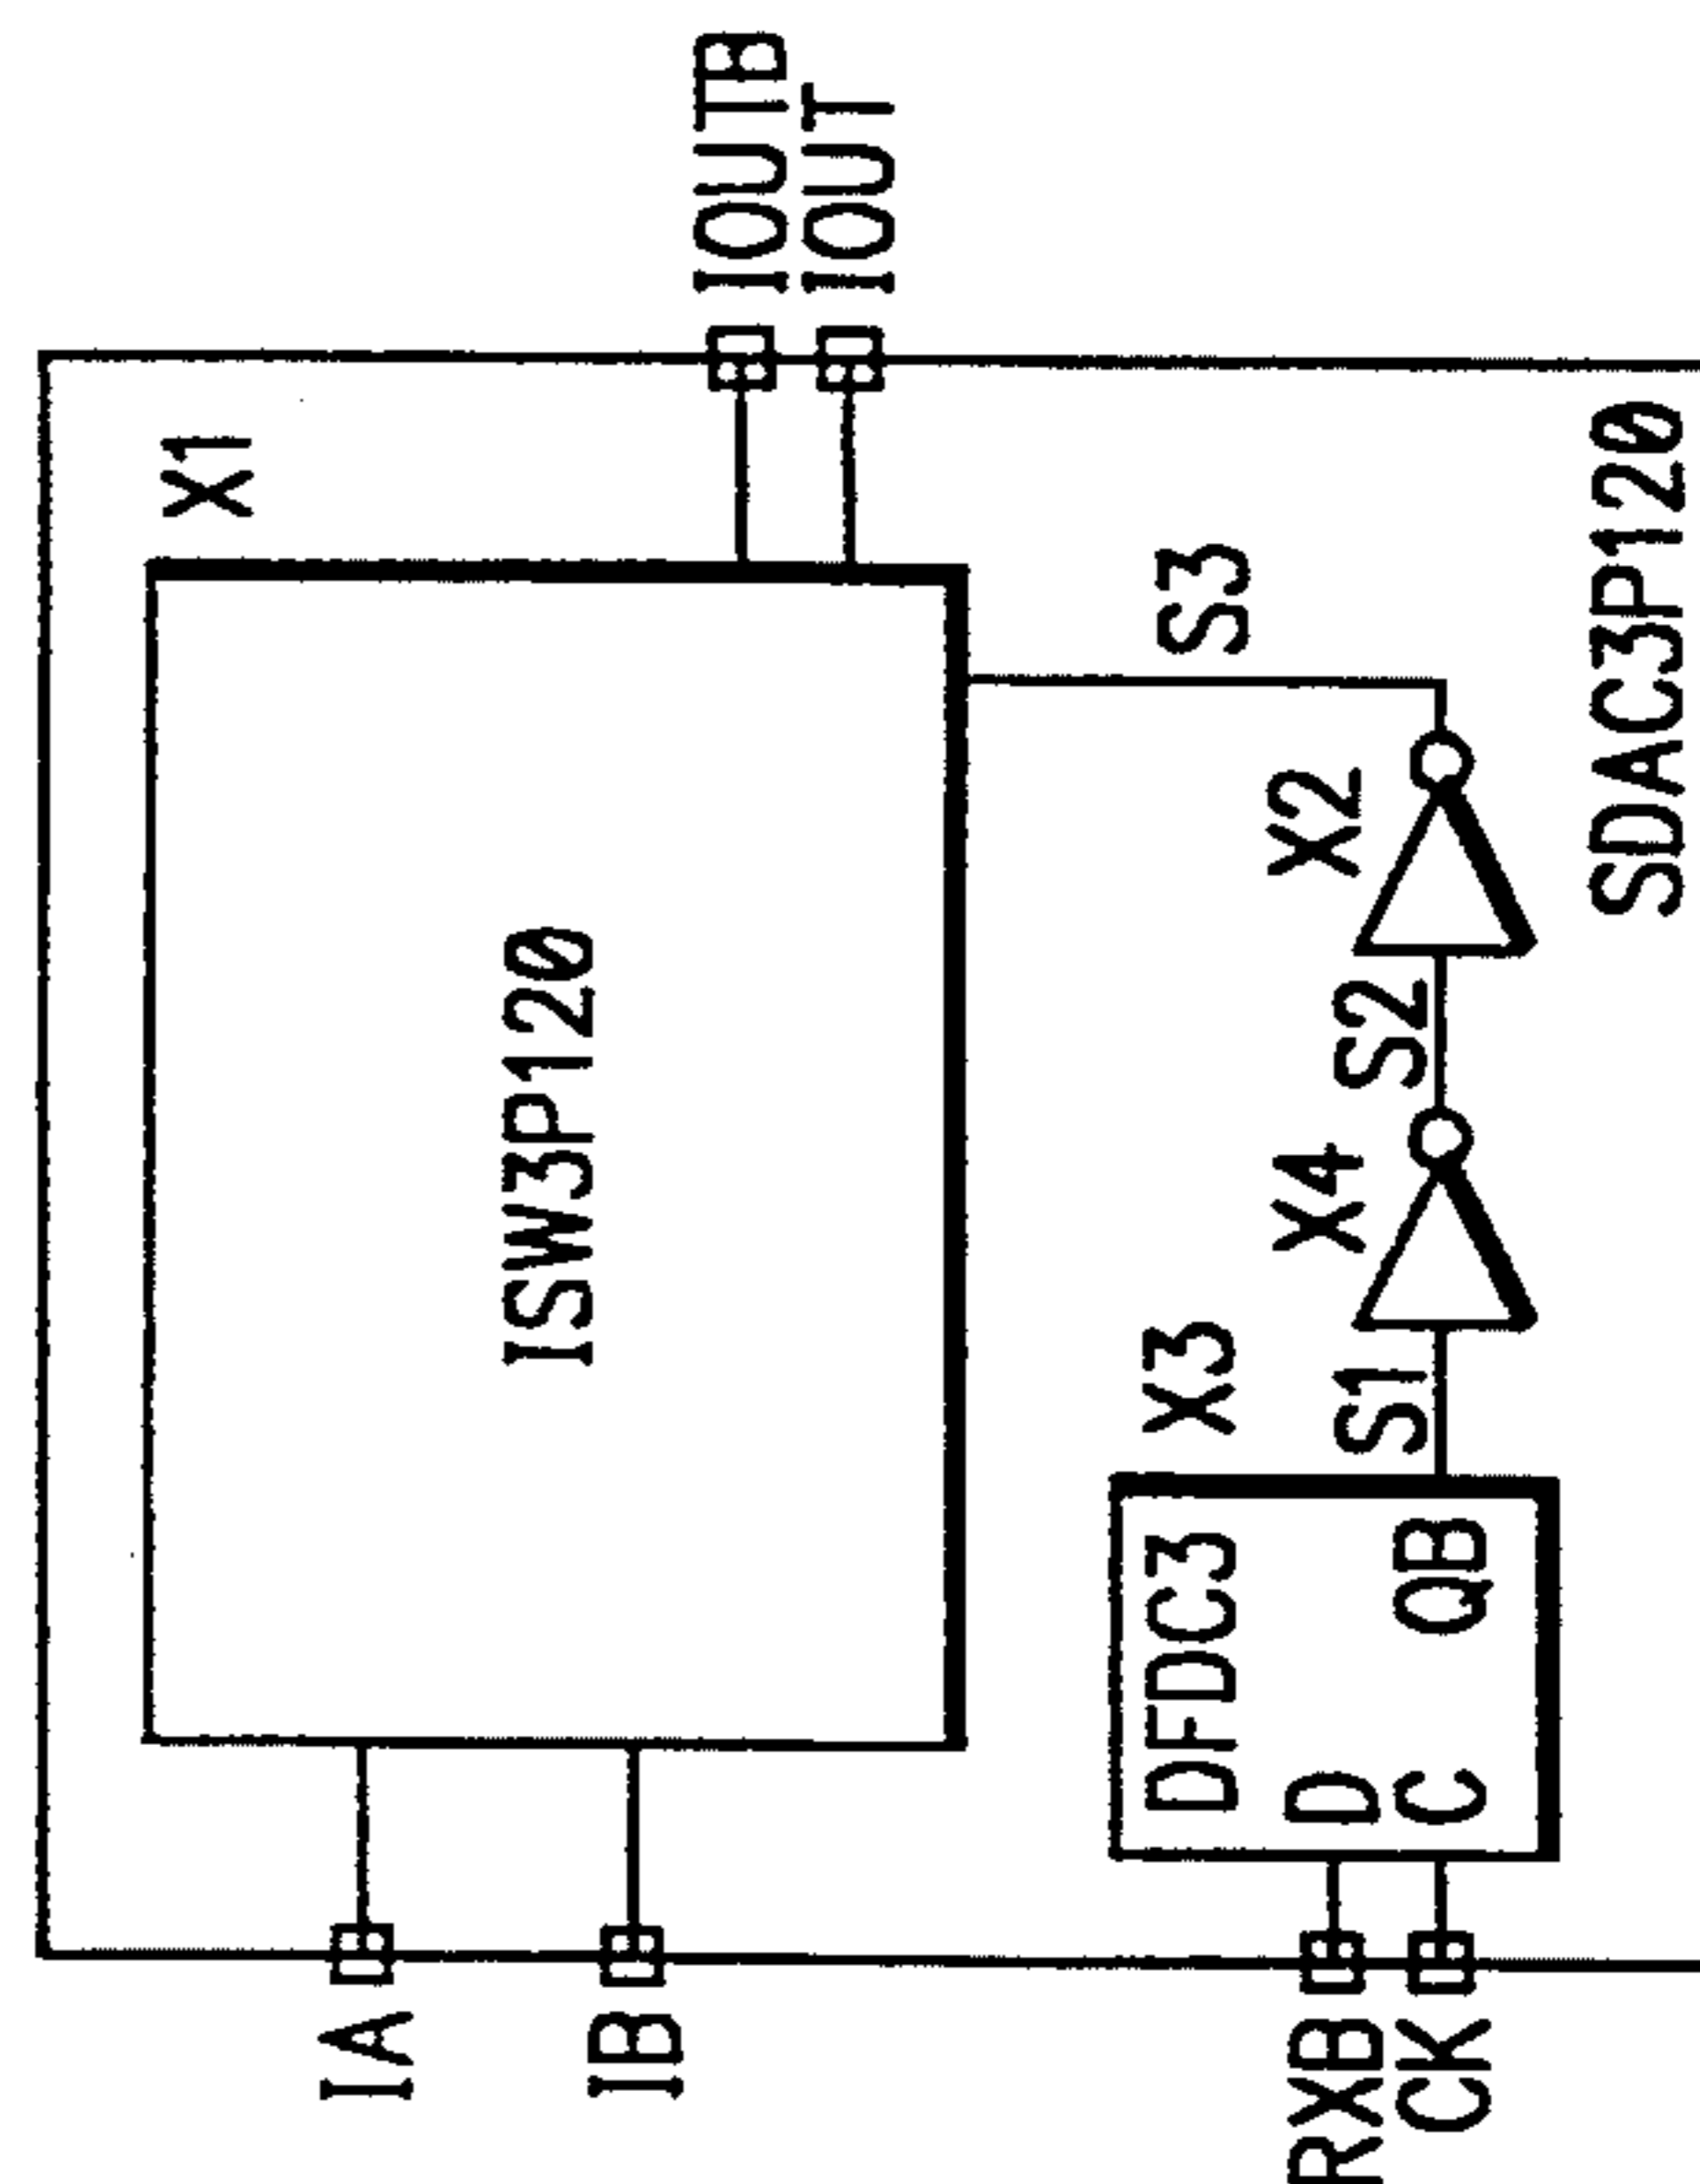 X1
ISW3P120
IOUTB
IOUT
IA
IB
S3
X3
X4
X2
DFDC3
D
C
QB
S1
S2
RXB
CK
SDAC3P120